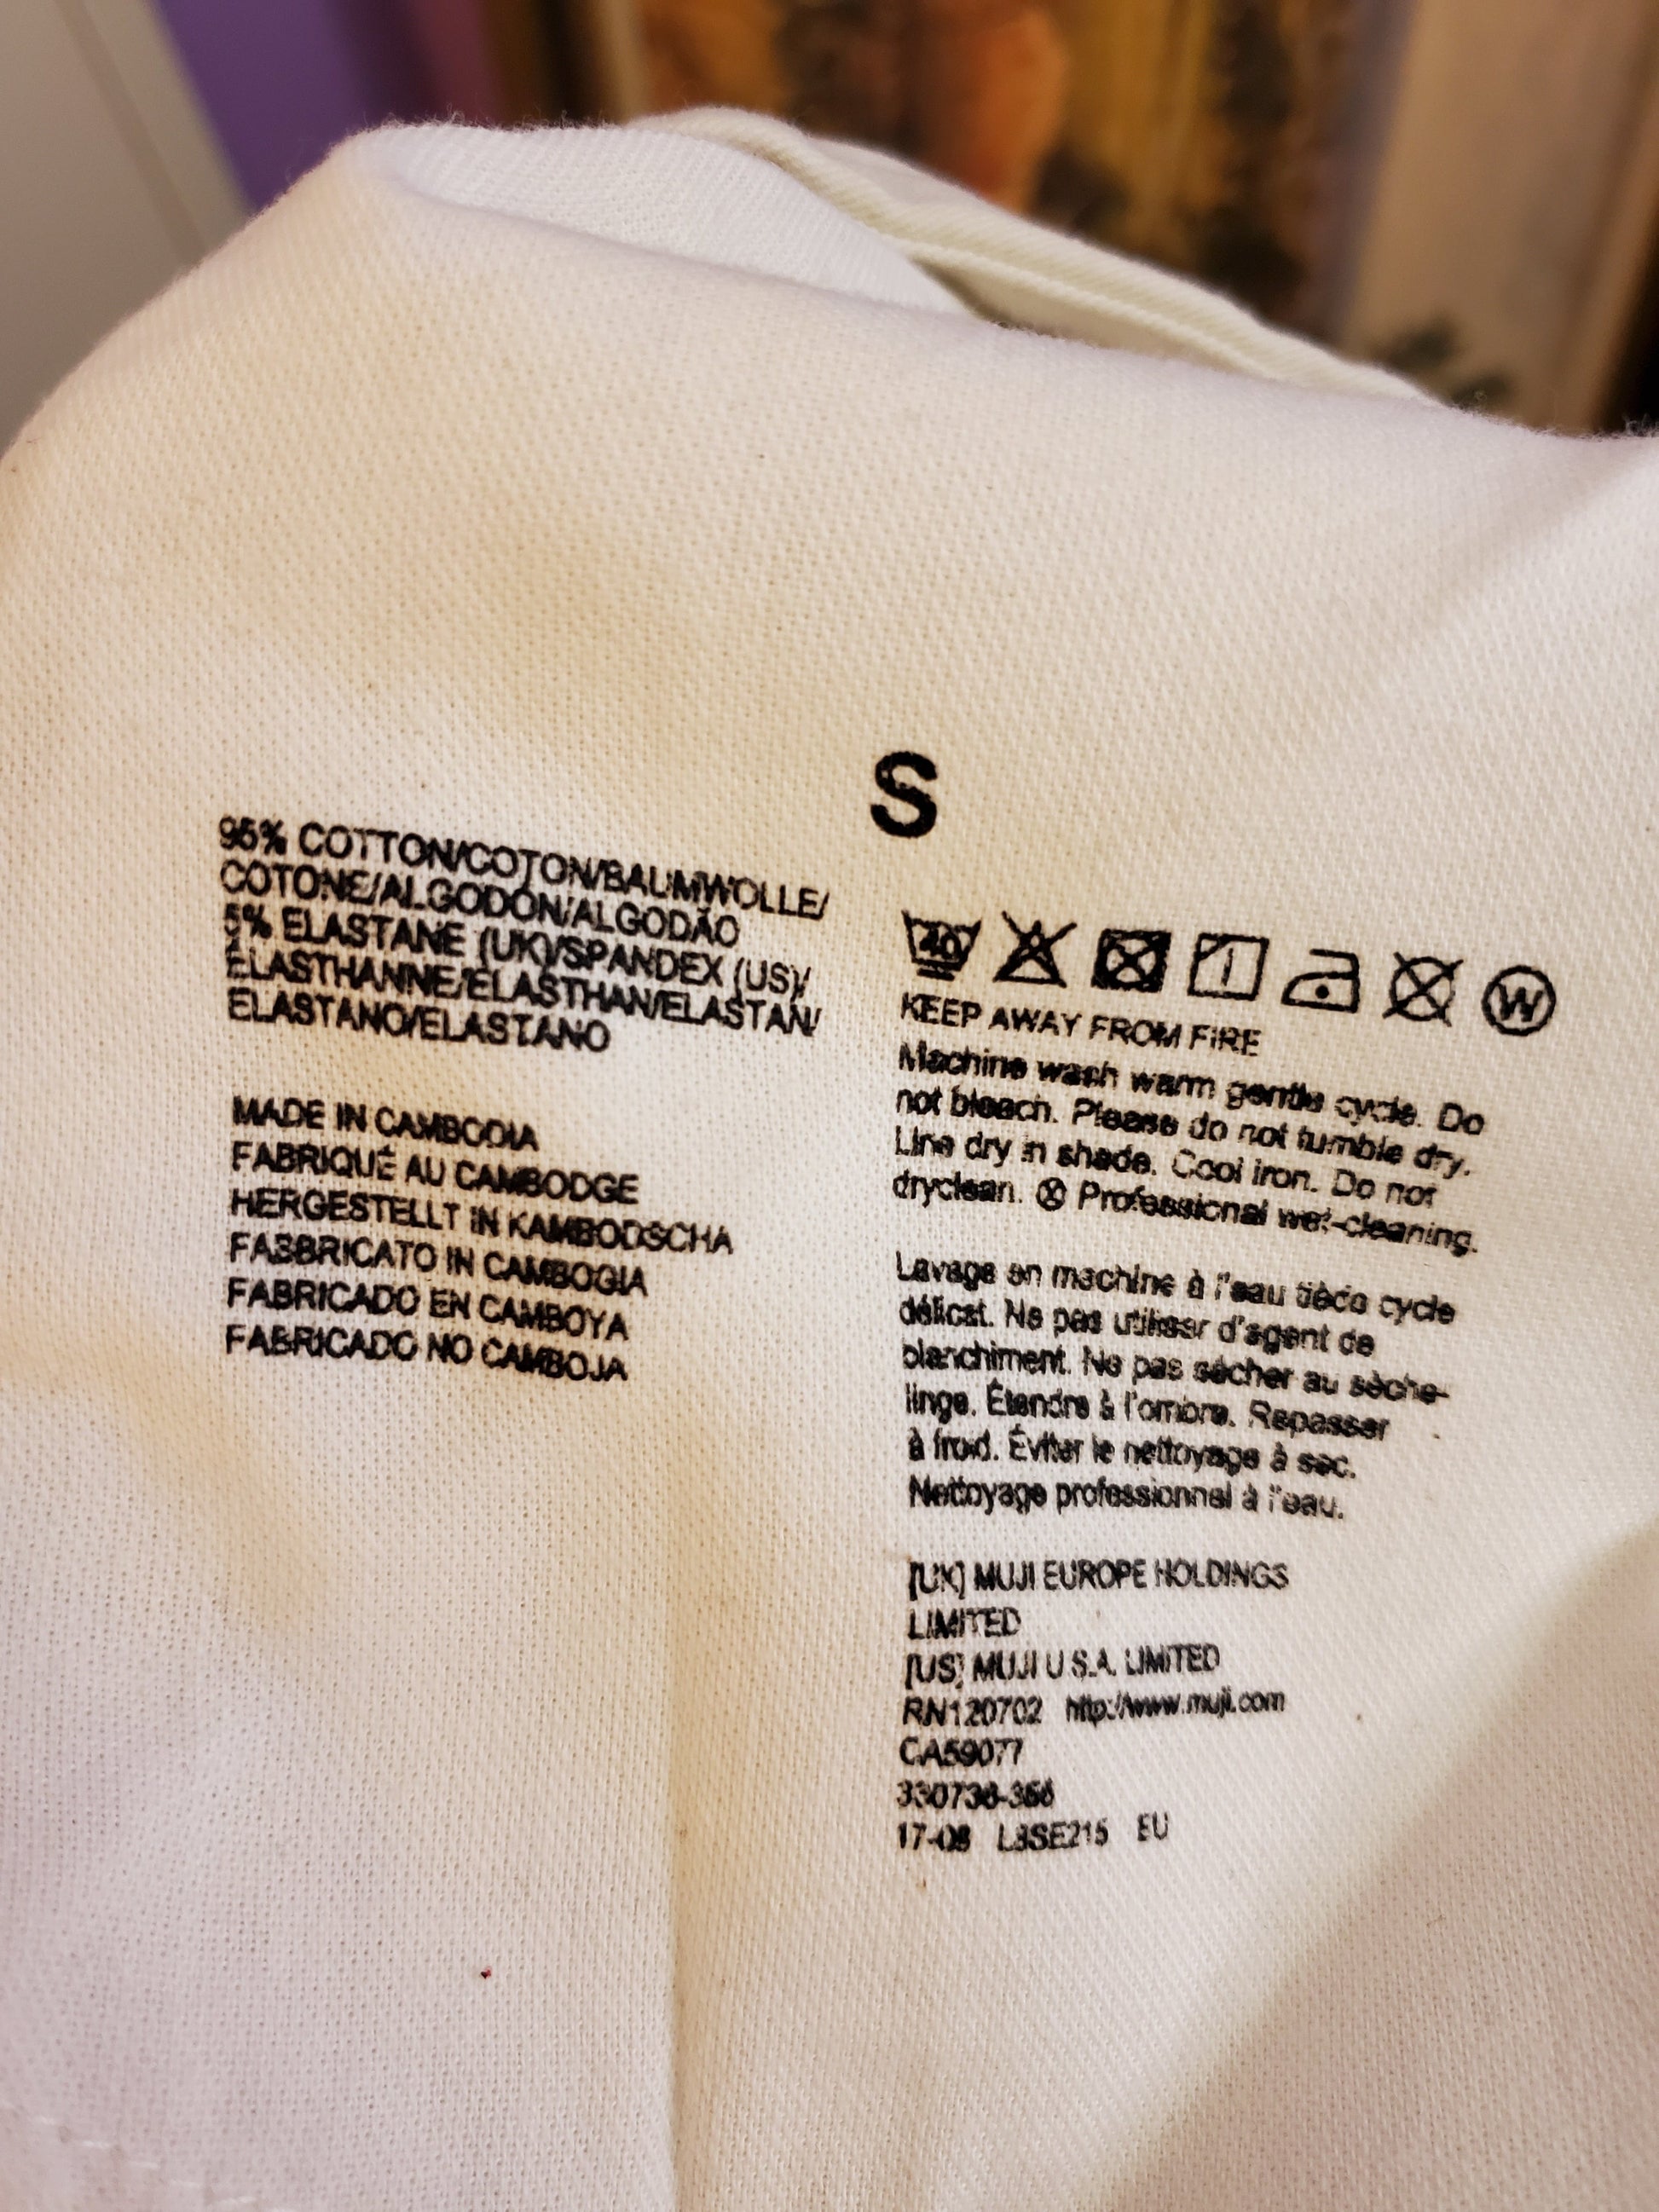 S
95% COTTON/COTON/BAUMWOLLE/
COTONE/ALGODÓN/ALGODÃO
5% ELASTANE (UK)/SPANDEX (US)/
ÉLASTHANNE/ELASTHAN/ELASTAN/
ELASTANO/ELASTANO
MADE IN CAMBODIA
FABRIQUÉ AU CAMBODGE
HERGESTELLT IN KAMBODSCHA
FASBRICATO IN CAMBOGIA
FABRICADO EN CAMBOYA
FABRICADO NO CAMBOJA
40
W
KEEP AWAY FROM FIRE
Machine wash warm gentle cycle. Do
not bleach. Please do not tumble dry.
Line dry in shade. Cool iron. Do not
dryclean. Professional wet-cleaning.
Lavage en machine à l'eau tiède cycle
délicat. Ne pas utiliser d'agent de
blanchiment. Ne pas sécher au sèche-
linge. Étendre à l'ombre. Repasser
à froid. Éviter le nettoyage à sec.
Nettoyage professionnel à l'eau.
[UK] MUJI EUROPE HOLDINGS
LIMITED
[US] MUJI U.S.A. LIMITED
RN120702 http://www.muji.com
CA59077
17-08 EU